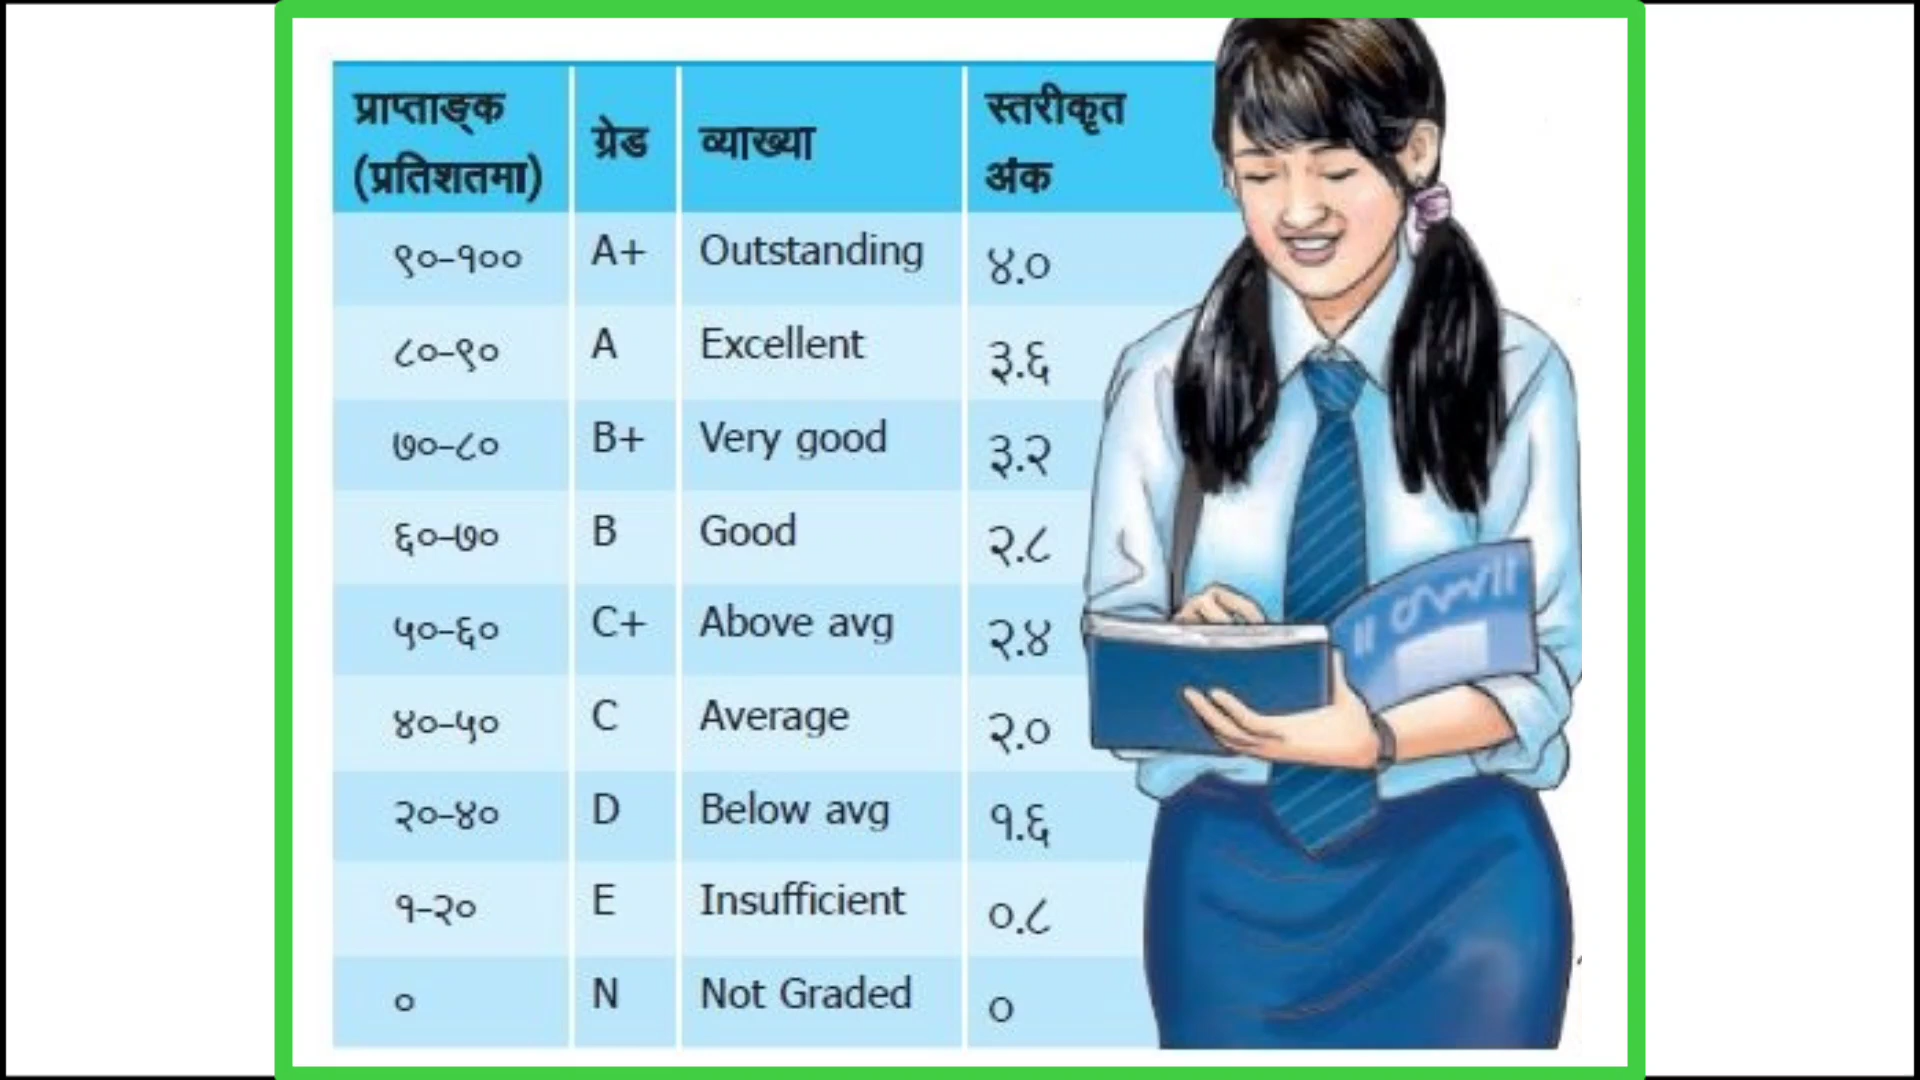 प्राप्ताङ्क (प्रतिशतमा) ग्रेड व्याख्या स्तरीकृत अंक
९०–१०० A+ Outstanding ४.०
८०–९० A Excellent ३.६
७०–८० B+ Very good ३.२
६०–७० B Good २.८
५०–६० C+ Above avg २.४
४०–५० C Average २.०
२०–४० D Below avg १.६
१–२० E Insufficient ०.८
० N Not Graded ०